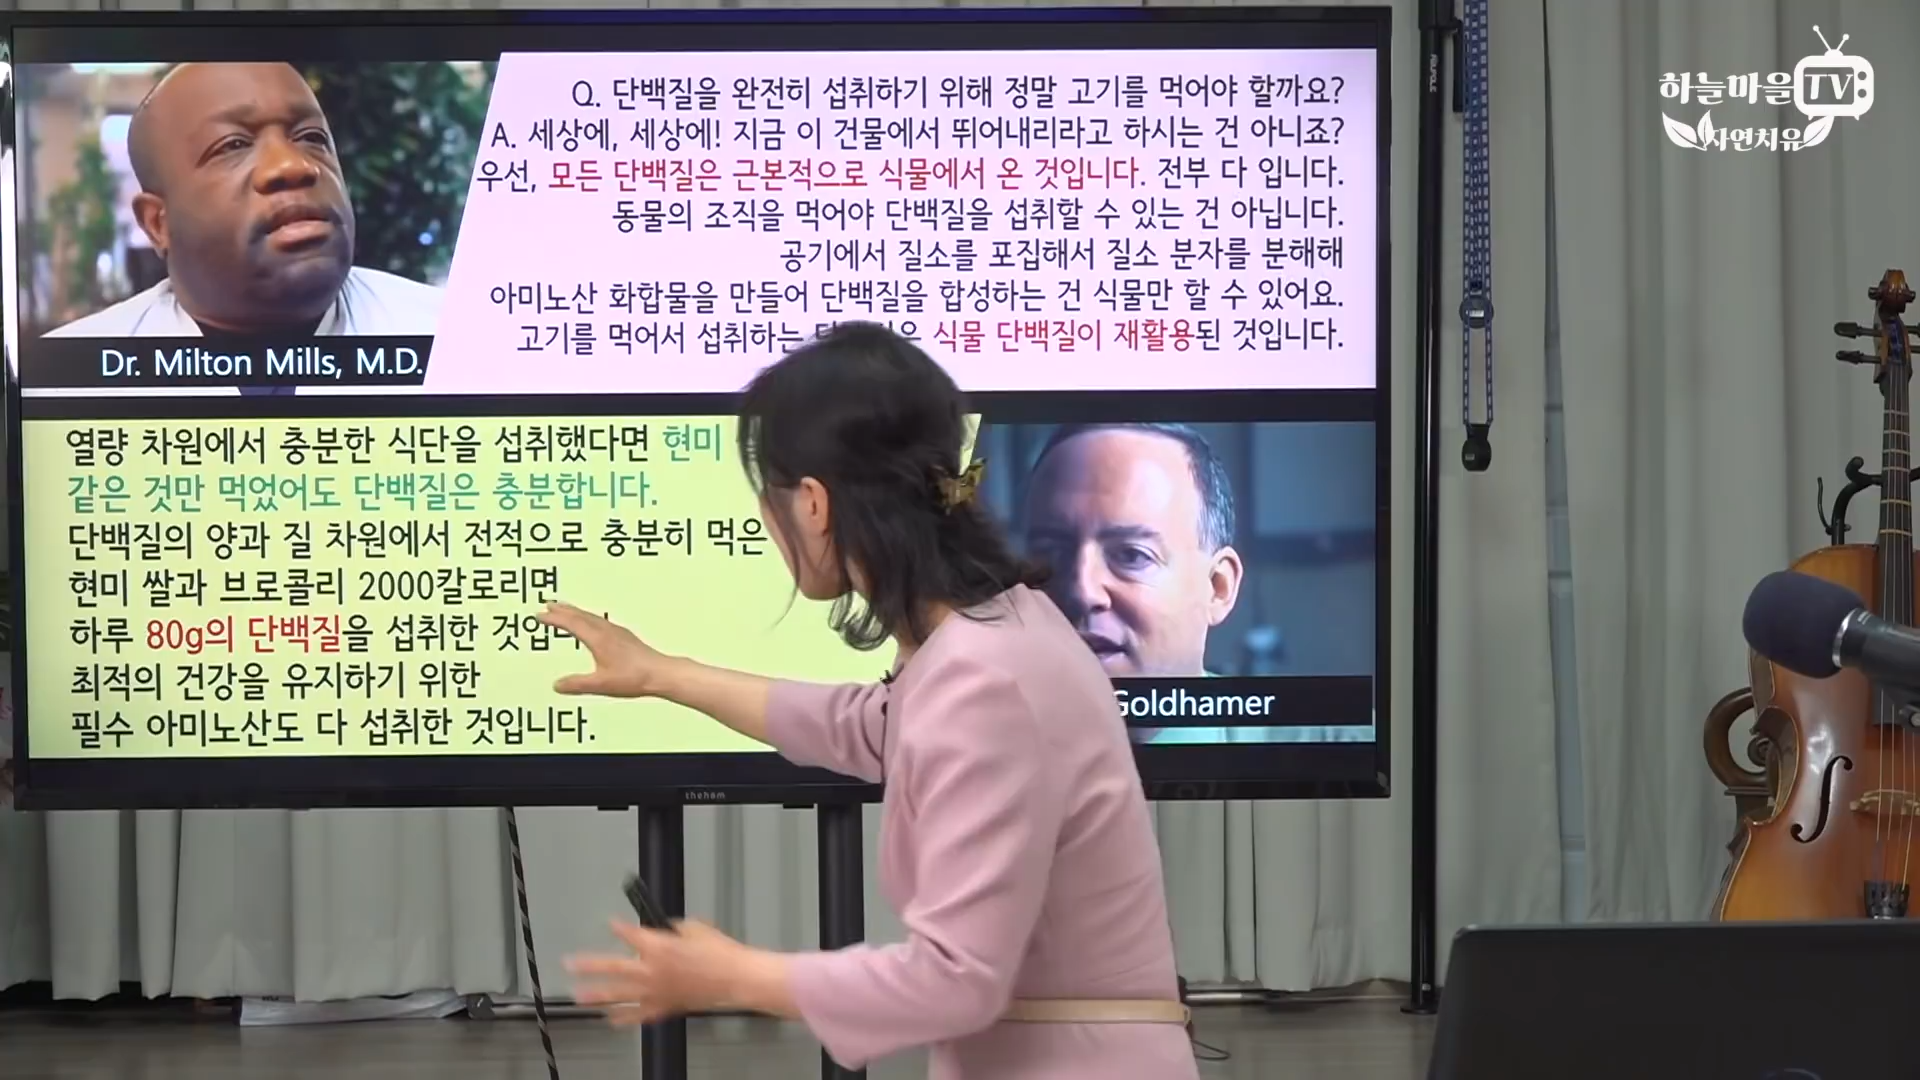 Q. 단백질을 완전히 섭취하기 위해 정말 고기를 먹어야 할까요?
A. 세상에, 세상에! 지금 이 건물에서 뛰어내리라고 하시는 건 아니죠?
우선, 모든 단백질은 근본적으로 식물에서 온 것입니다. 전부 다 입니다.
동물의 조직을 먹어야 단백질을 섭취할 수 있는 건 아닙니다.
공기에서 질소를 포집해서 질소 분자를 분해해
아미노산 화합물을 만들어 단백질을 합성하는 건 식물만 할 수 있어요.
고기를 먹어서 섭취하는 식물 단백질이 재활용된 것입니다.
Dr. Milton Mills, M.D.
열량 차원에서 충분한 식단을 섭취했다면 현미
같은 것만 먹었어도 단백질은 충분합니다.
단백질의 양과 질 차원에서 전적으로 충분히 먹은
현미 쌀과 브로콜리 2000칼로리면
하루 80g의 단백질을 섭취한
최적의 건강을 유지하기 위한
필수 아미노산도 다 섭취한 것입니다.
Goldhamer
theham
하늘마을 TV
자연치유